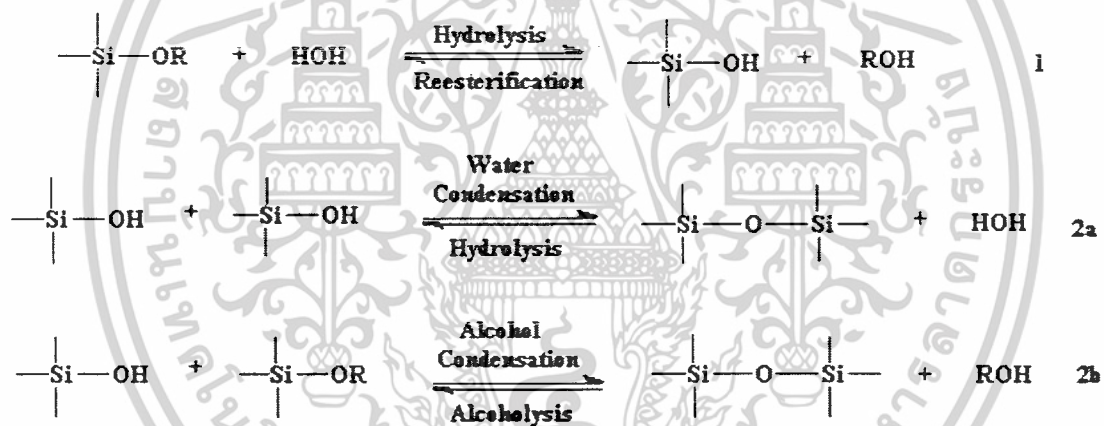 Hydrolysis
—Si—OR + HOH ⇌ —Si—OH + ROH 1
Reesterification
Water
Condensation
—Si—OH + —Si—OH ⇌ —Si—O—Si— + HOH 2a
Hydrolysis
Alcohol
Condensation
—Si—OH + —Si—OR ⇌ —Si—O—Si— + ROH 2b
Alcoholysis